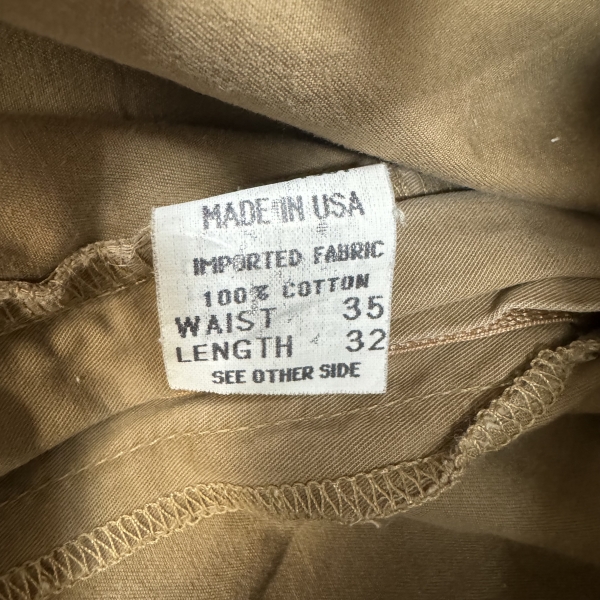 MADE IN USA
IMPORTED FABRIC
100% COTTON
WAIST 35
LENGTH 32
SEE OTHER SIDE